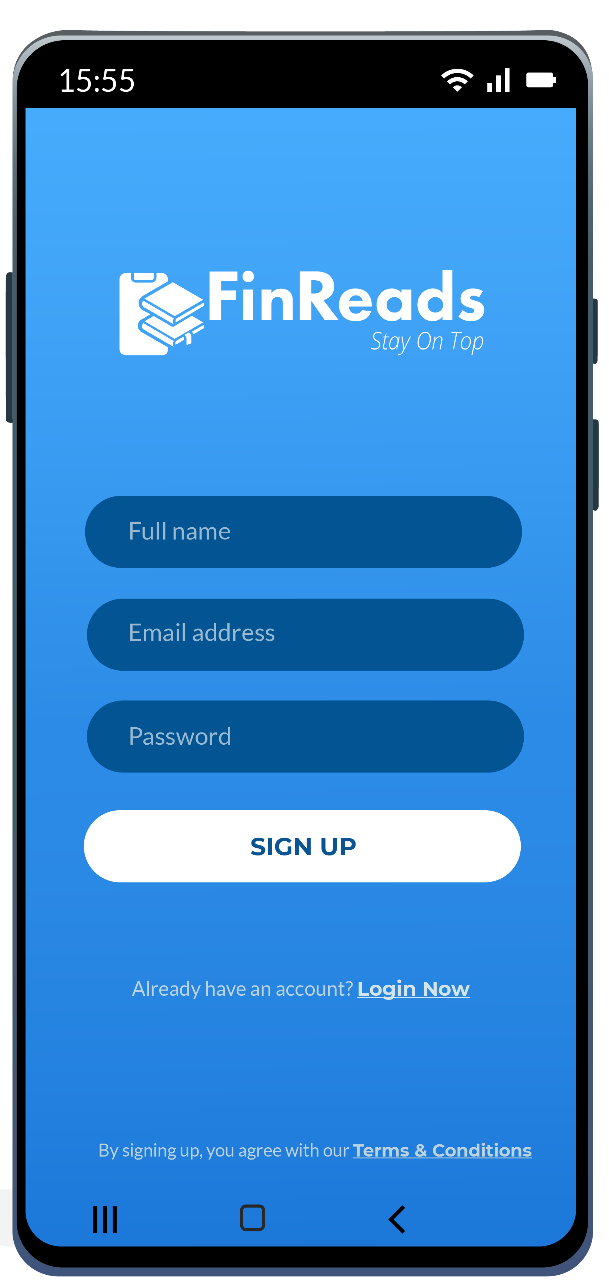 15:55
FinReads
Stay On Top
Full name
Email address
Password
SIGN UP
Already have an account? Login Now
By signing up, you agree with our Terms & Conditions